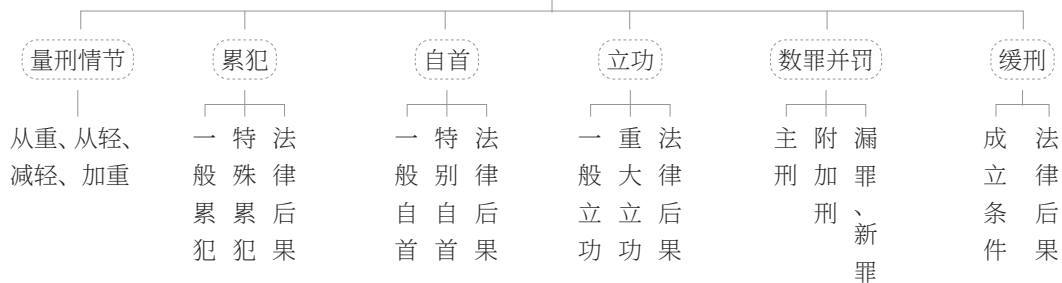 量刑情节
从重、从轻、
减轻、加重
累犯
一般累犯
特殊累犯
法律后果
自首
一般自首
特别自首
法律后果
立功
一般立功
重大立功
法律后果
数罪并罚
主刑
附加刑
漏罪、新罪
缓刑
成立条件
法律后果